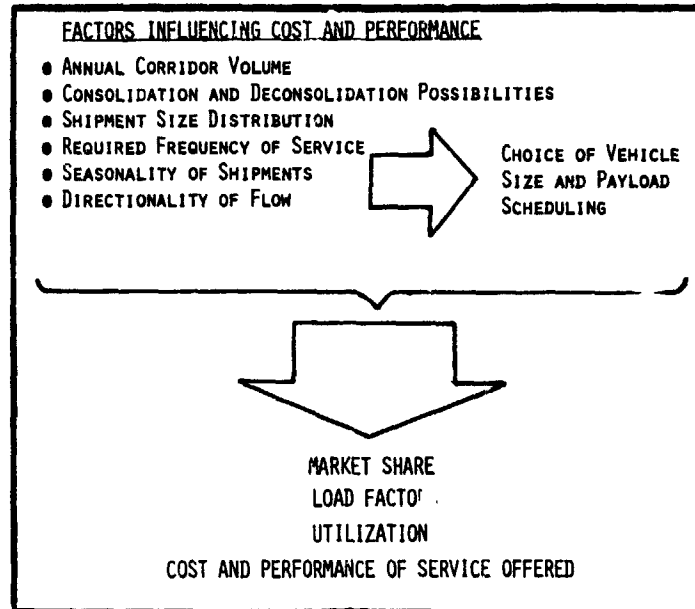 FACTORS INFLUENCING COST AND PERFORMANCE
• ANNUAL CORRIDOR VOLUME
• CONSOLIDATION AND DECONSOLIDATION POSSIBILITIES
• SHIPMENT SIZE DISTRIBUTION
• REQUIRED FREQUENCY OF SERVICE
• SEASONALITY OF SHIPMENTS
• DIRECTIONALITY OF FLOW
CHOICE OF VEHICLE
SIZE AND PAYLOAD
SCHEDULING
MARKET SHARE
LOAD FACTOR
UTILIZATION
COST AND PERFORMANCE OF SERVICE OFFERED